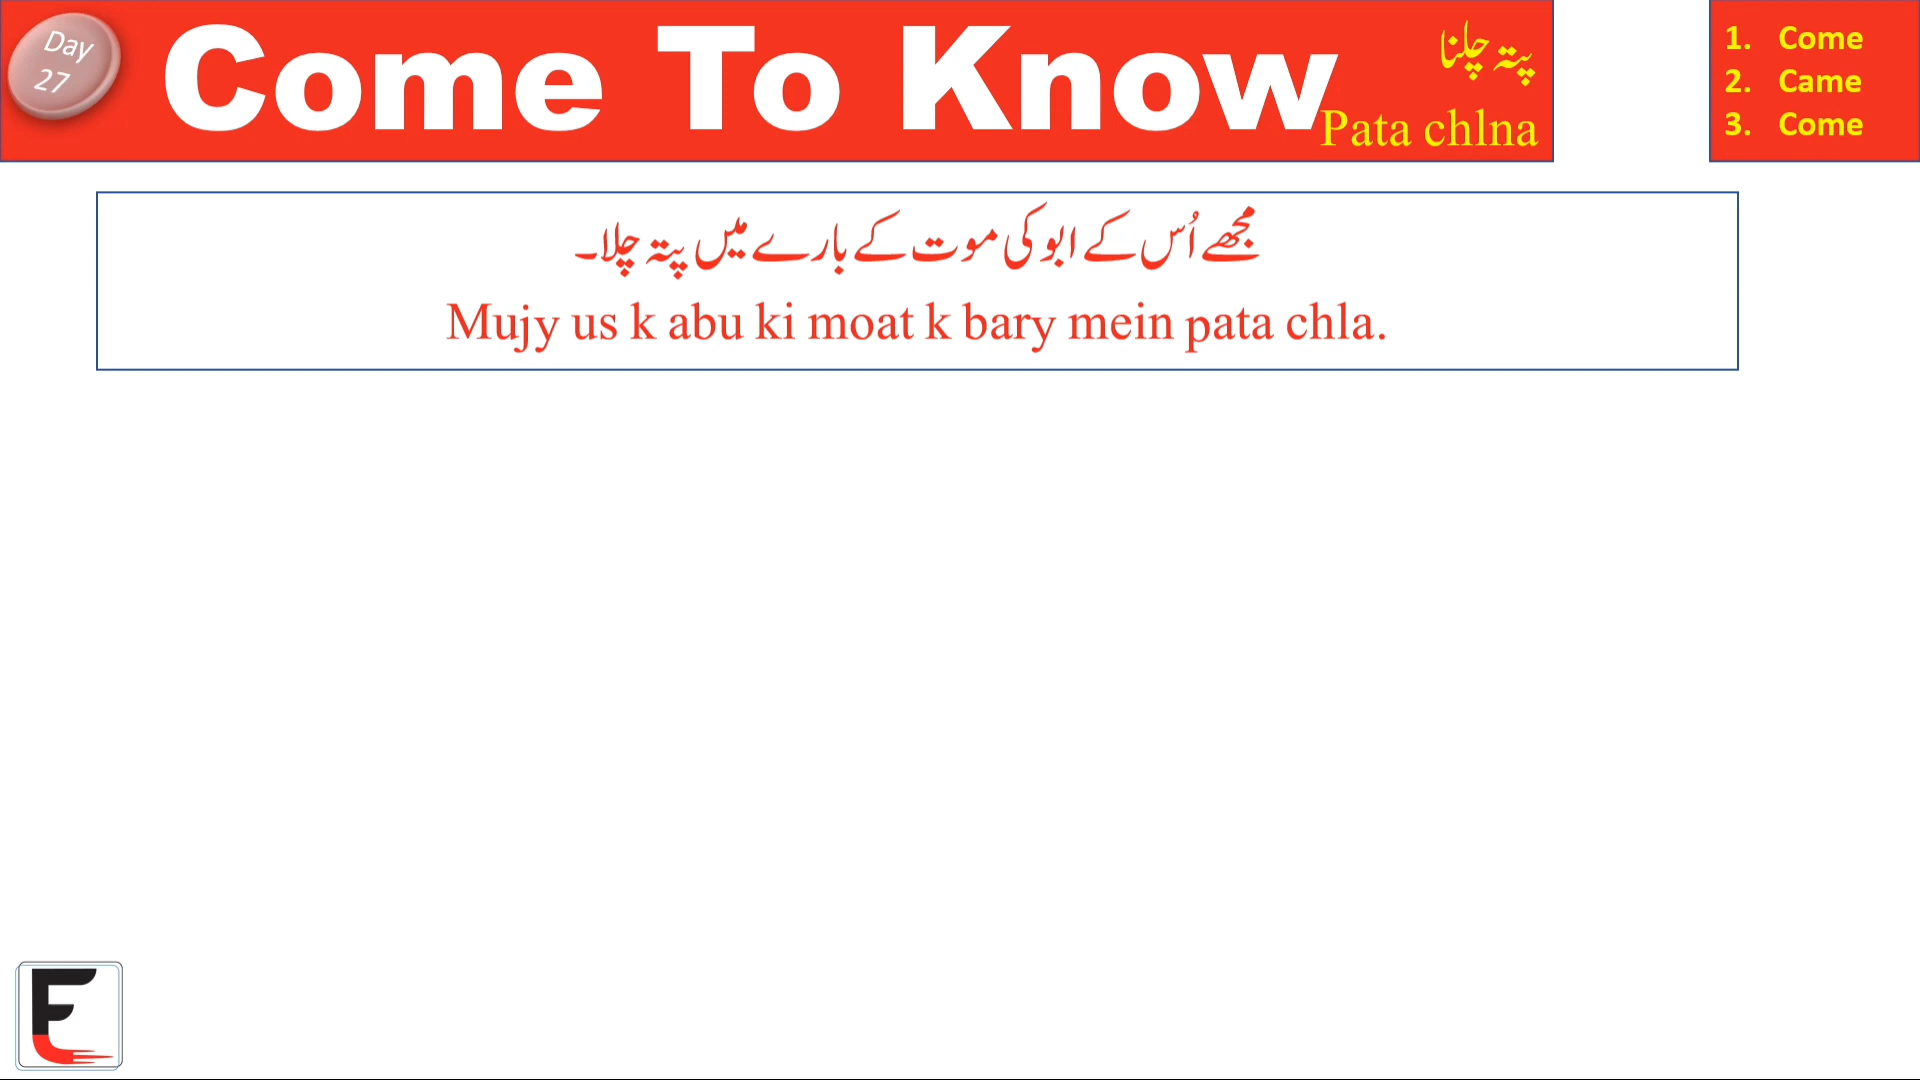 Day
27
Come To Know
پتہ چلنا
Pata chlna
1. Come
2. Came
3. Come
مجھے اُس کے ابو کی موت کے بارے میں پتہ چلا۔
Mujy us k abu ki moat k bary mein pata chla.